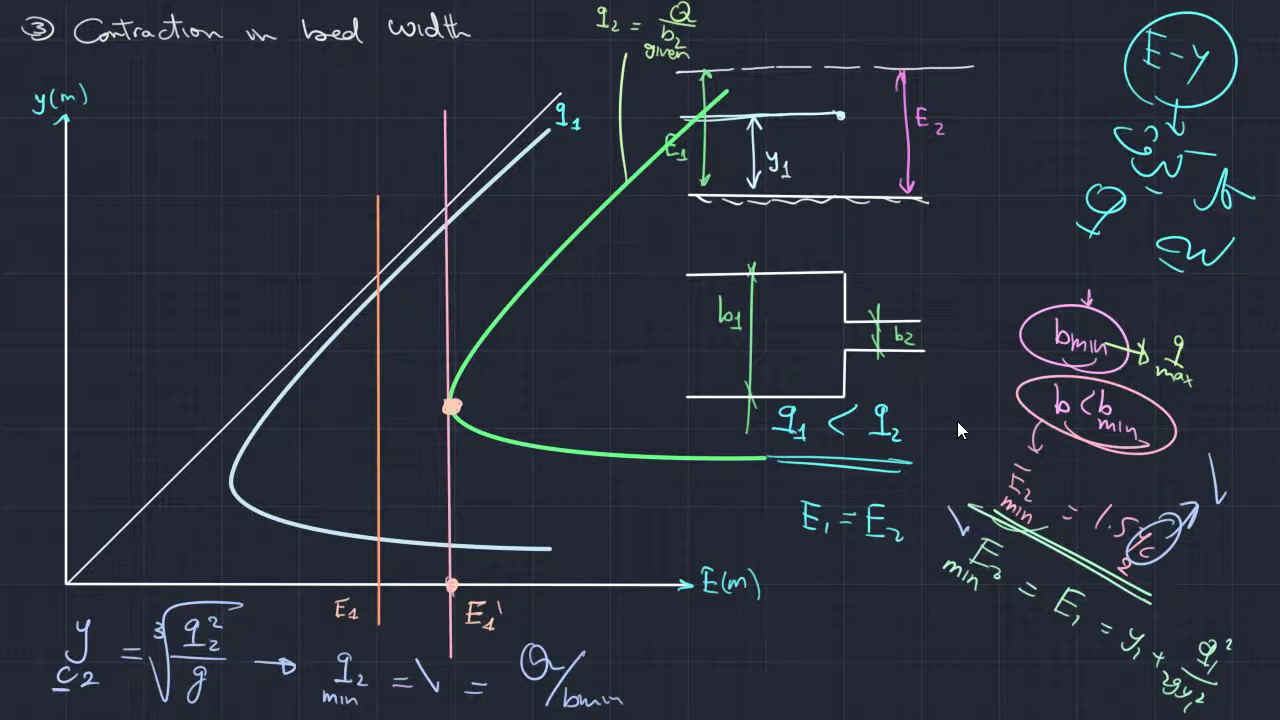 ③ Contraction in bed width
q₂ = Q / b₂
given
y(m)
q₁
E₁
y₁
E₂
E-y
b₁
b₂
bmin → q max
b < b min
q₁ < q₂
E₁ = E₂
E₂ min = 1.5 yc₂
E₂ min = E₁ = y₁ + q₁² / 2gy₁²
E(m)
E₁
E₁'
y c₂ = ³√ q₂² / g → q₂ min = \ = Q / bmin